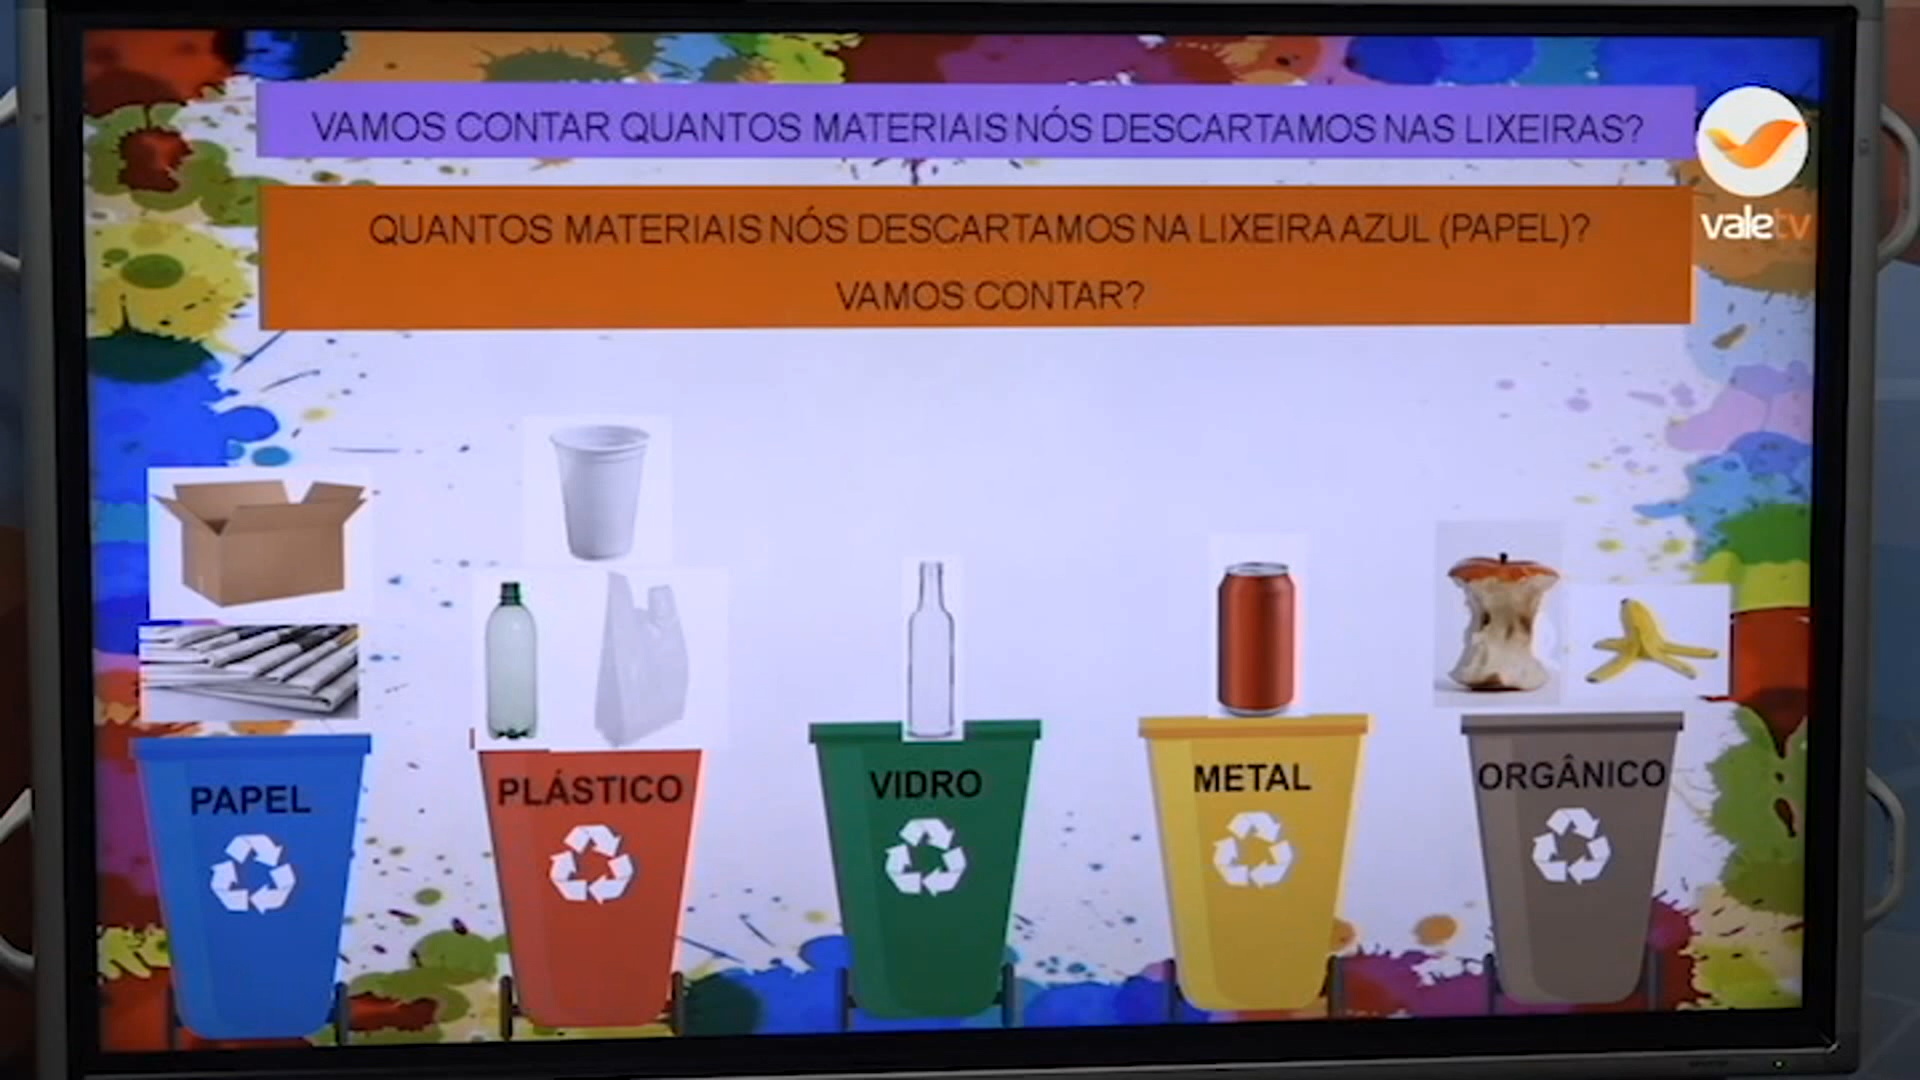 VAMOS CONTAR QUANTOS MATERIAIS NÓS DESCARTAMOS NAS LIXEIRAS?
QUANTOS MATERIAIS NÓS DESCARTAMOS NA LIXEIRA AZUL (PAPEL)?
VAMOS CONTAR?
valetv
PAPEL
PLÁSTICO
VIDRO
METAL
ORGÂNICO